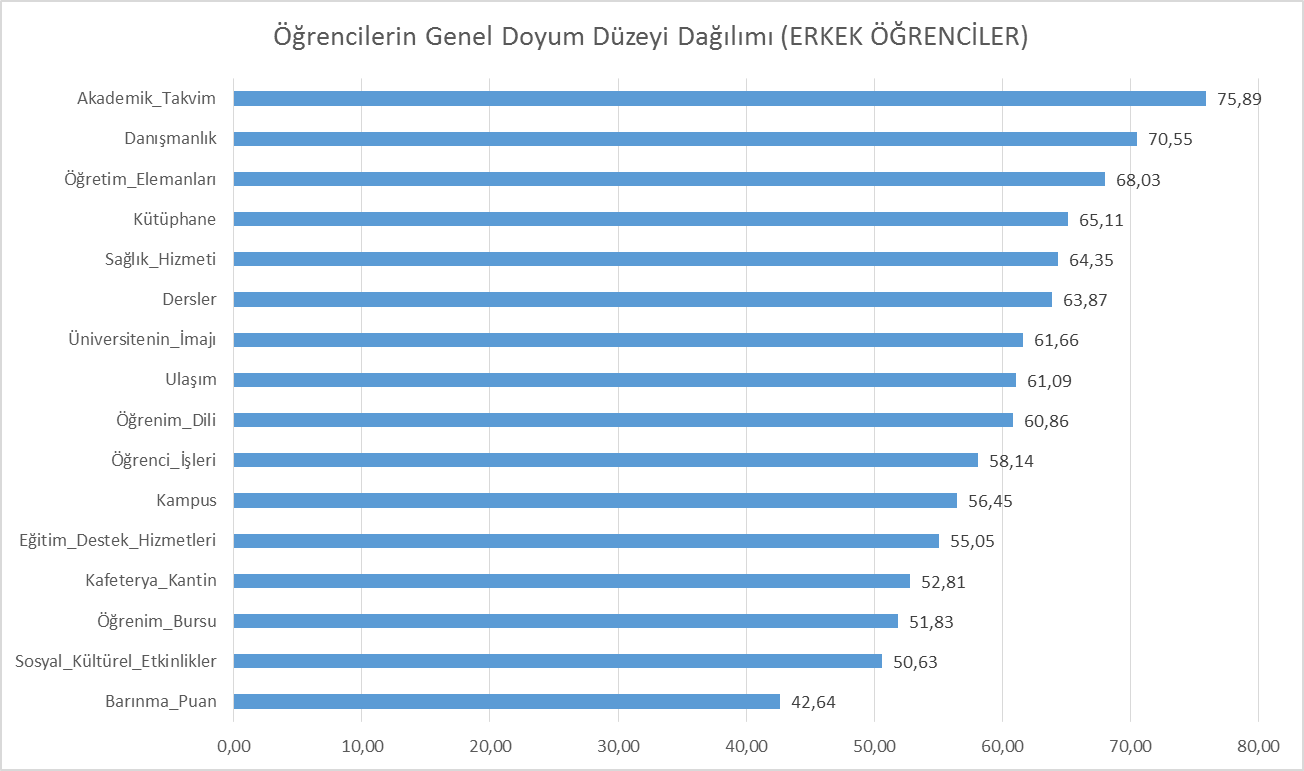 Öğrencilerin Genel Doyum Düzeyi Dağılımı (ERKEK ÖĞRENCİLER)
Akademik_Takvim 75,89
Danışmanlık 70,55
Öğretim_Elemanları 68,03
Kütüphane 65,11
Sağlık_Hizmeti 64,35
Dersler 63,87
Üniversitenin_İmajı 61,66
Ulaşım 61,09
Öğrenim_Dili 60,86
Öğrenci_İşleri 58,14
Kampus 56,45
Eğitim_Destek_Hizmetleri 55,05
Kafeterya_Kantin 52,81
Öğrenim_Bursu 51,83
Sosyal_Kültürel_Etkinlikler 50,63
Barınma_Puan 42,64
0,00 10,00 20,00 30,00 40,00 50,00 60,00 70,00 80,00